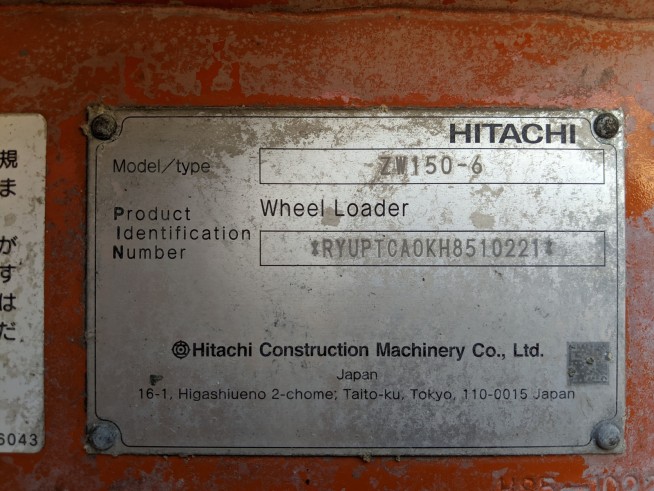 HITACHI
Model/type ZW150-6
Product Identification Number
Wheel Loader
*RYUPTCA0KH8510221*
Hitachi Construction Machinery Co., Ltd.
Japan
16-1, Higashiueno 2-chome, Taito-ku, Tokyo, 110-0015 Japan
規
ま
が
す
は
だ
6043